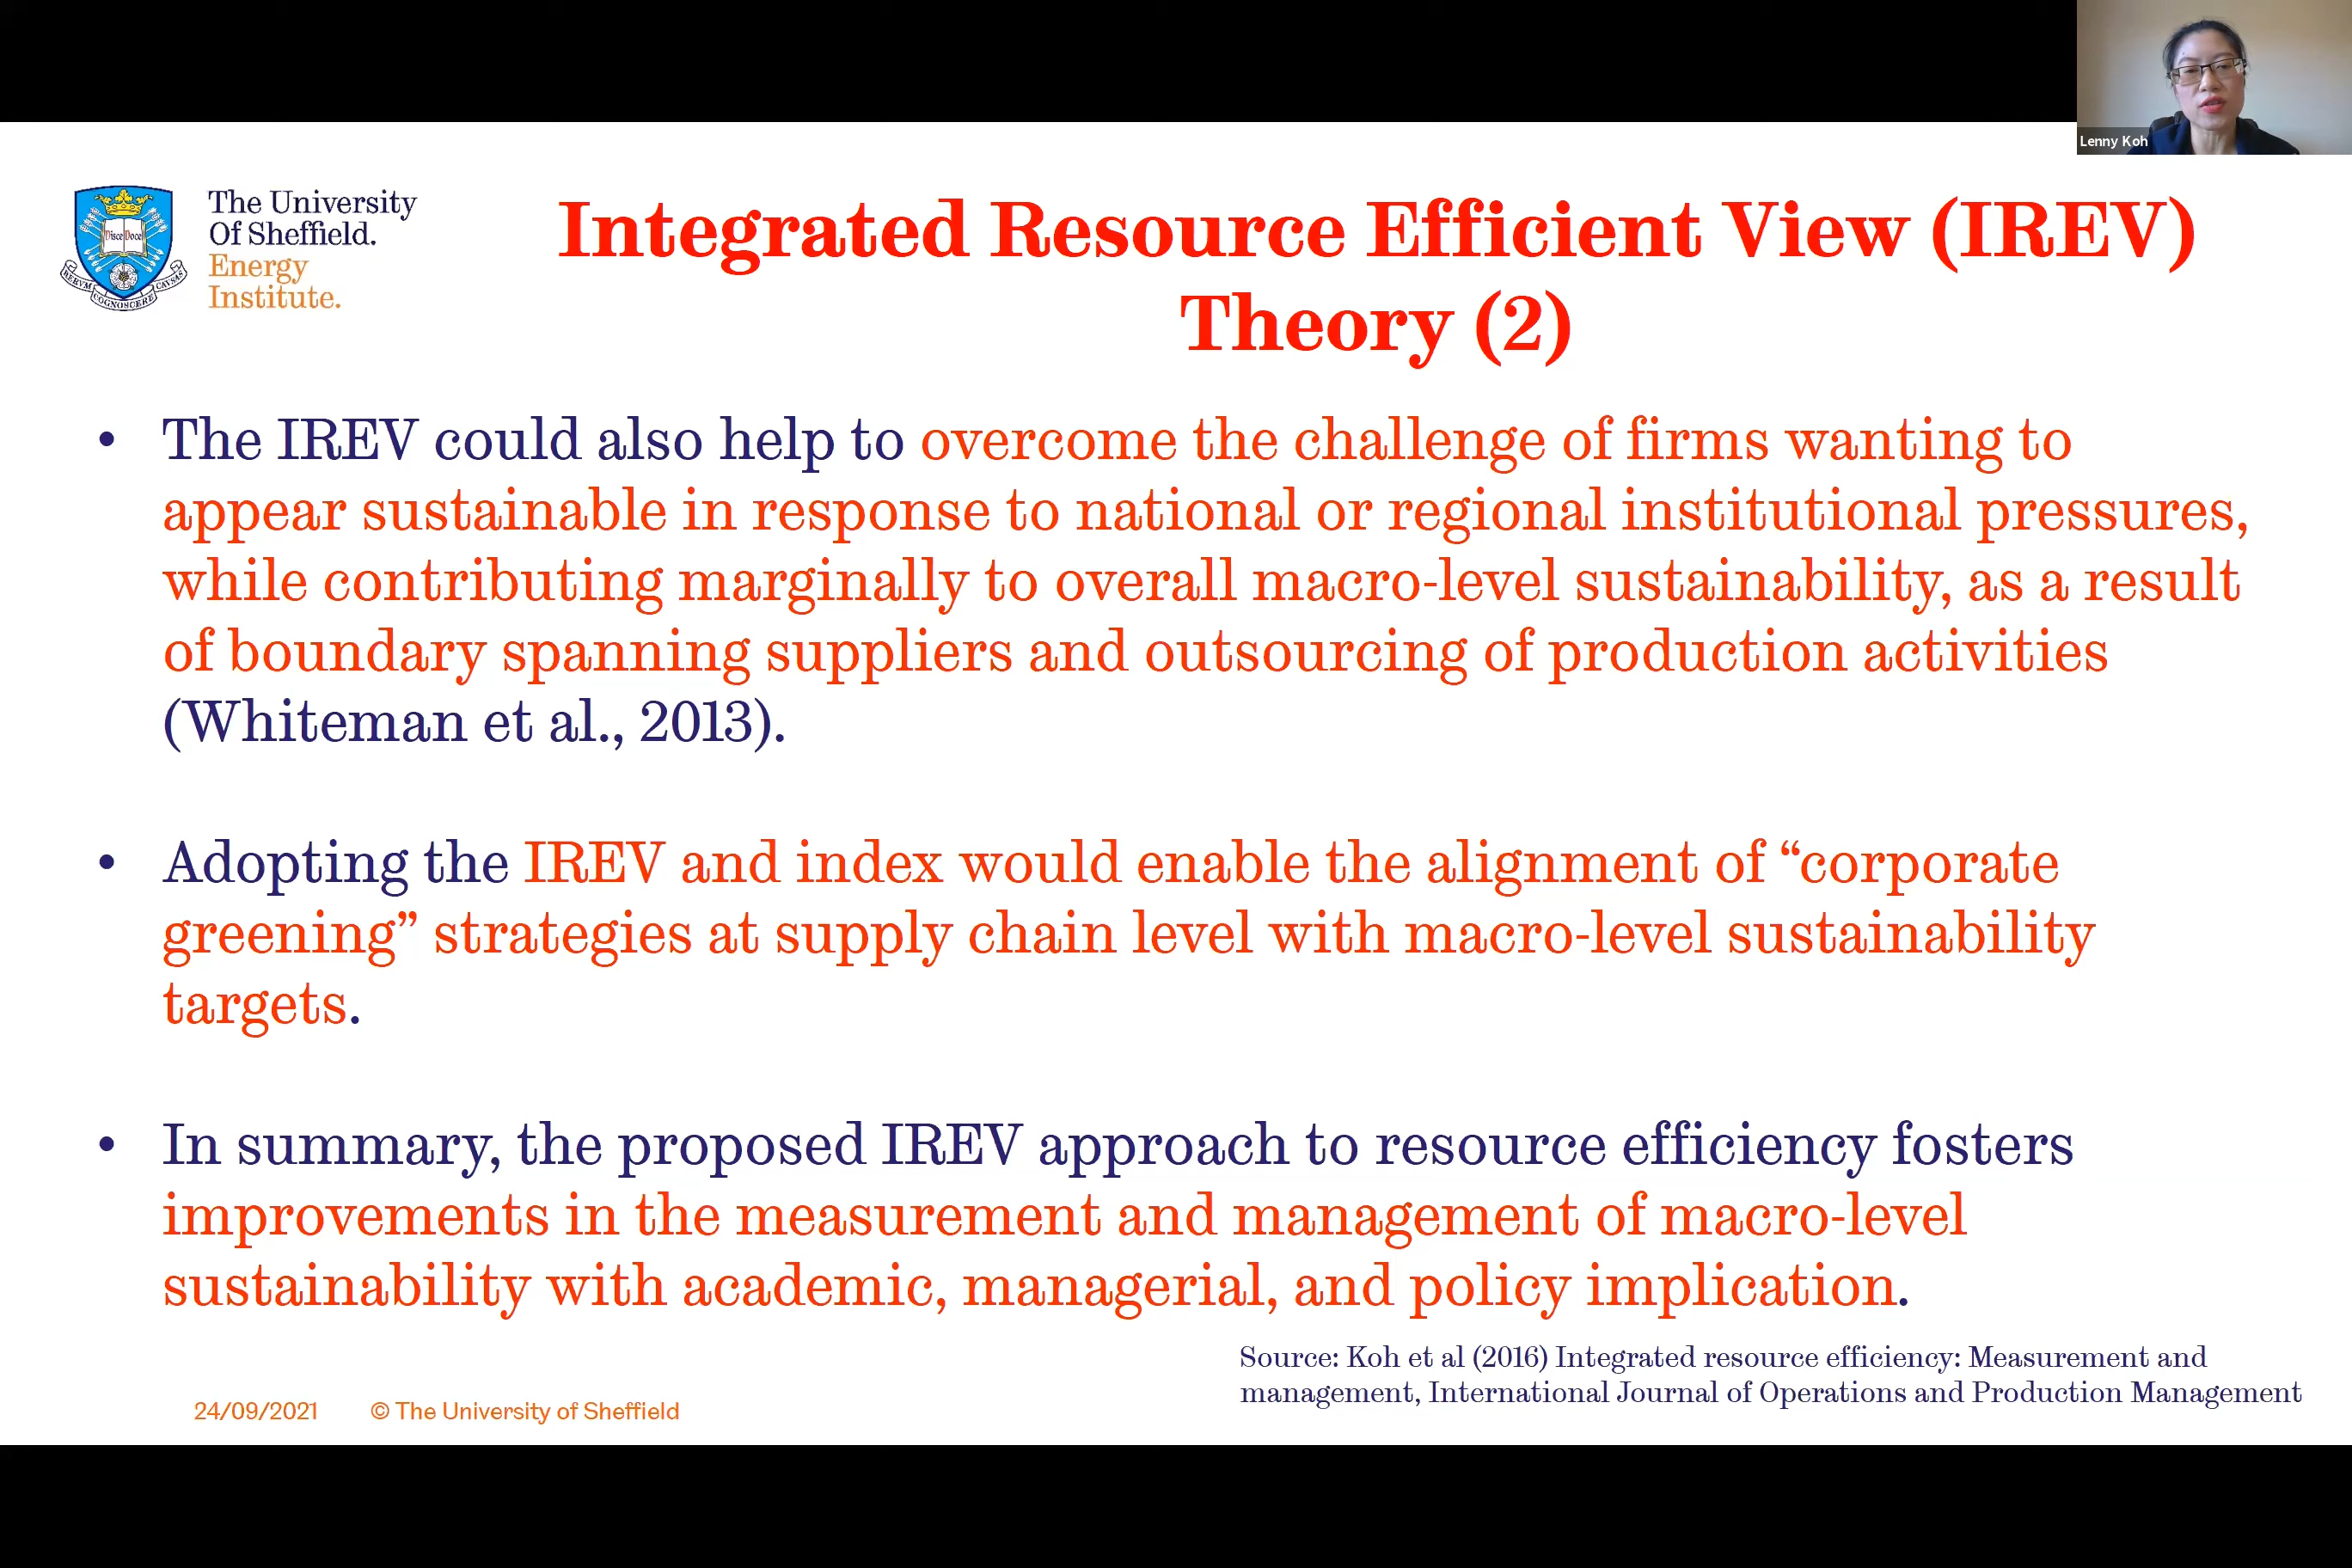 Lenny Koh
The University
Of Sheffield.
Energy
Institute.
Disce Doce
RERVM COGNOSCERE CAVSAS
Integrated Resource Efficient View (IREV)
Theory (2)
• The IREV could also help to overcome the challenge of firms wanting to
appear sustainable in response to national or regional institutional pressures,
while contributing marginally to overall macro-level sustainability, as a result
of boundary spanning suppliers and outsourcing of production activities
(Whiteman et al., 2013).
• Adopting the IREV and index would enable the alignment of “corporate
greening” strategies at supply chain level with macro-level sustainability
targets.
• In summary, the proposed IREV approach to resource efficiency fosters
improvements in the measurement and management of macro-level
sustainability with academic, managerial, and policy implication.
Source: Koh et al (2016) Integrated resource efficiency: Measurement and
management, International Journal of Operations and Production Management
24/09/2021 © The University of Sheffield